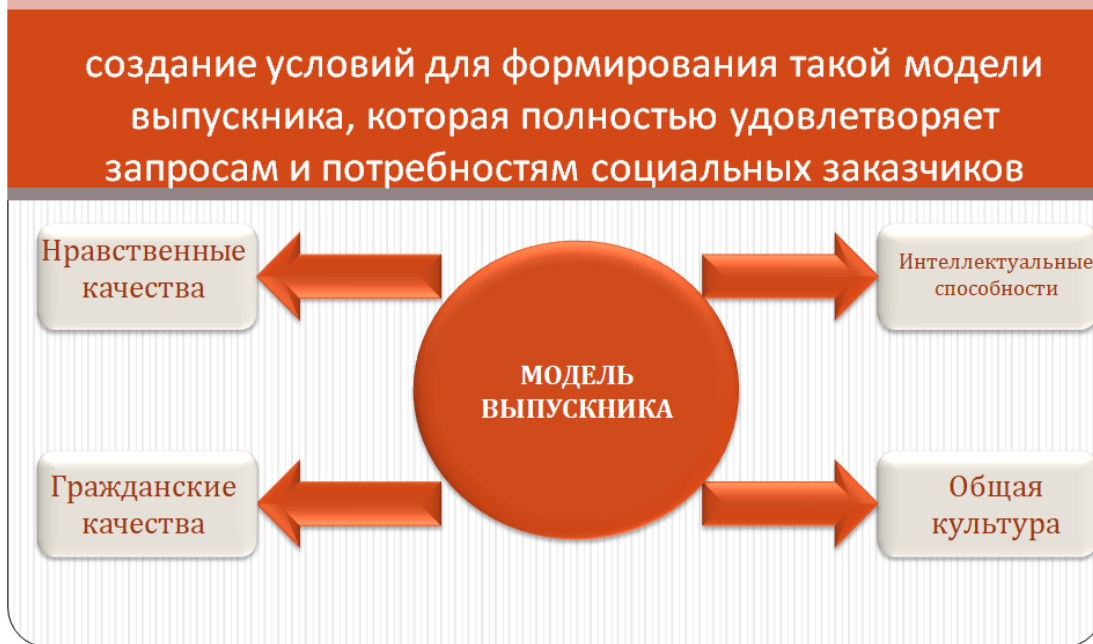 создание условий для формирования такой модели
выпускника, которая полностью удовлетворяет
запросам и потребностям социальных заказчиков
Нравственные
качества
Интеллектуальные
способности
МОДЕЛЬ
ВЫПУСКНИКА
Гражданские
качества
Общая
культура